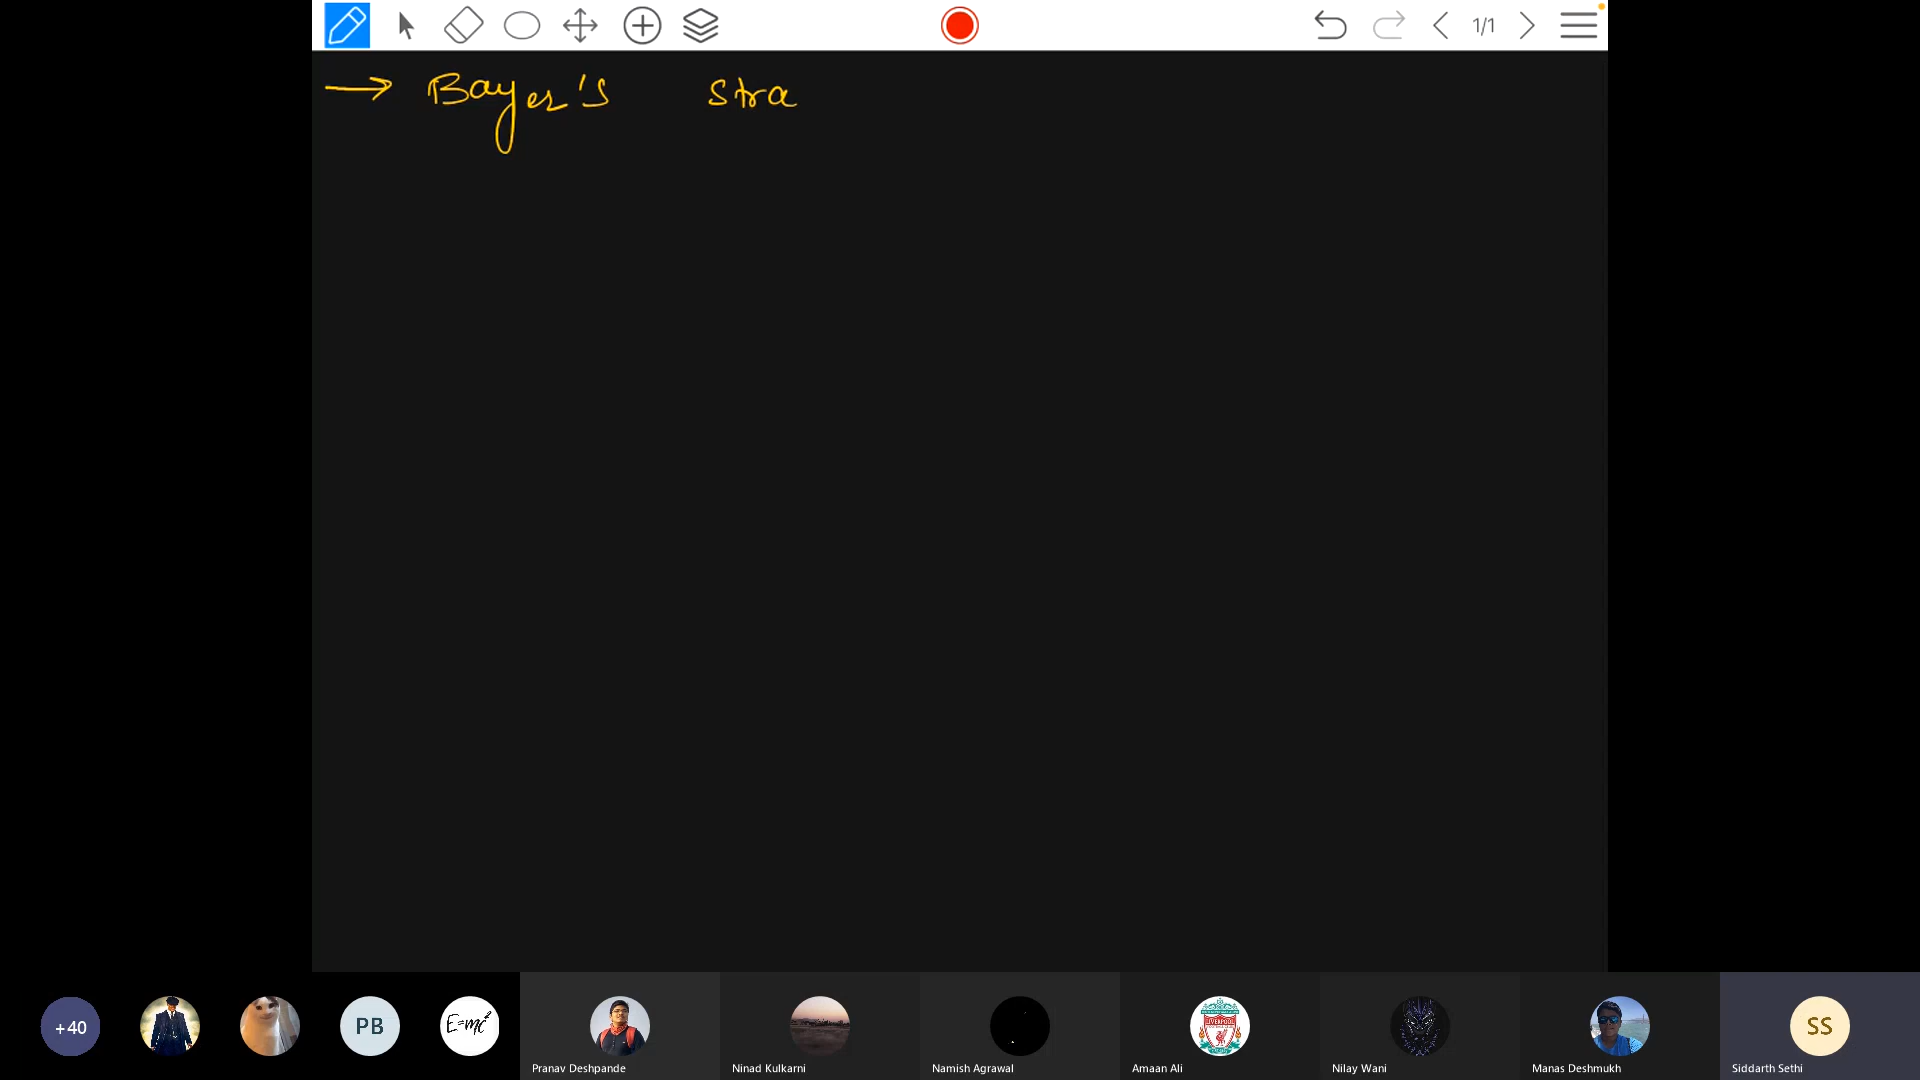 1/1
→ Bayer's stra
+40
PB
E=mc²
LIVERPOOL
SS
Pranav Deshpande
Ninad Kulkarni
Namish Agrawal
Amaan Ali
Nilay Wani
Manas Deshmukh
Siddarth Sethi